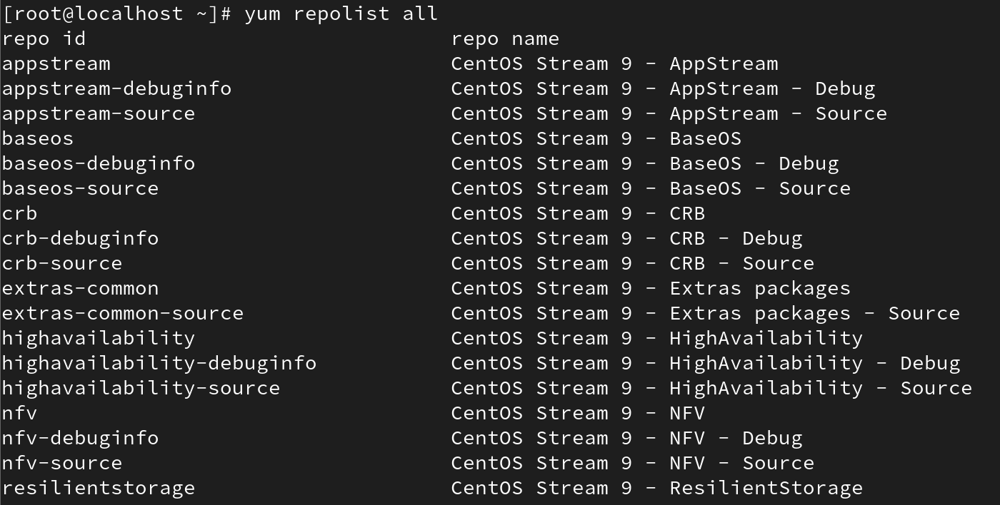 [root@localhost ~]# yum repolist all
repo id repo name
appstream CentOS Stream 9 - AppStream
appstream-debuginfo CentOS Stream 9 - AppStream - Debug
appstream-source CentOS Stream 9 - AppStream - Source
baseos CentOS Stream 9 - BaseOS
baseos-debuginfo CentOS Stream 9 - BaseOS - Debug
baseos-source CentOS Stream 9 - BaseOS - Source
crb CentOS Stream 9 - CRB
crb-debuginfo CentOS Stream 9 - CRB - Debug
crb-source CentOS Stream 9 - CRB - Source
extras-common CentOS Stream 9 - Extras packages
extras-common-source CentOS Stream 9 - Extras packages - Source
highavailability CentOS Stream 9 - HighAvailability
highavailability-debuginfo CentOS Stream 9 - HighAvailability - Debug
highavailability-source CentOS Stream 9 - HighAvailability - Source
nfv CentOS Stream 9 - NFV
nfv-debuginfo CentOS Stream 9 - NFV - Debug
nfv-source CentOS Stream 9 - NFV - Source
resilientstorage CentOS Stream 9 - ResilientStorage